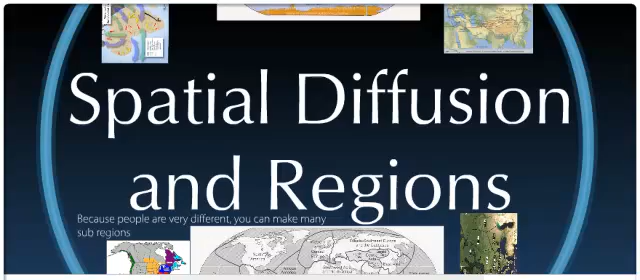 Spatial Diffusion
and Regions
Because people are very different, you can make many
sub regions